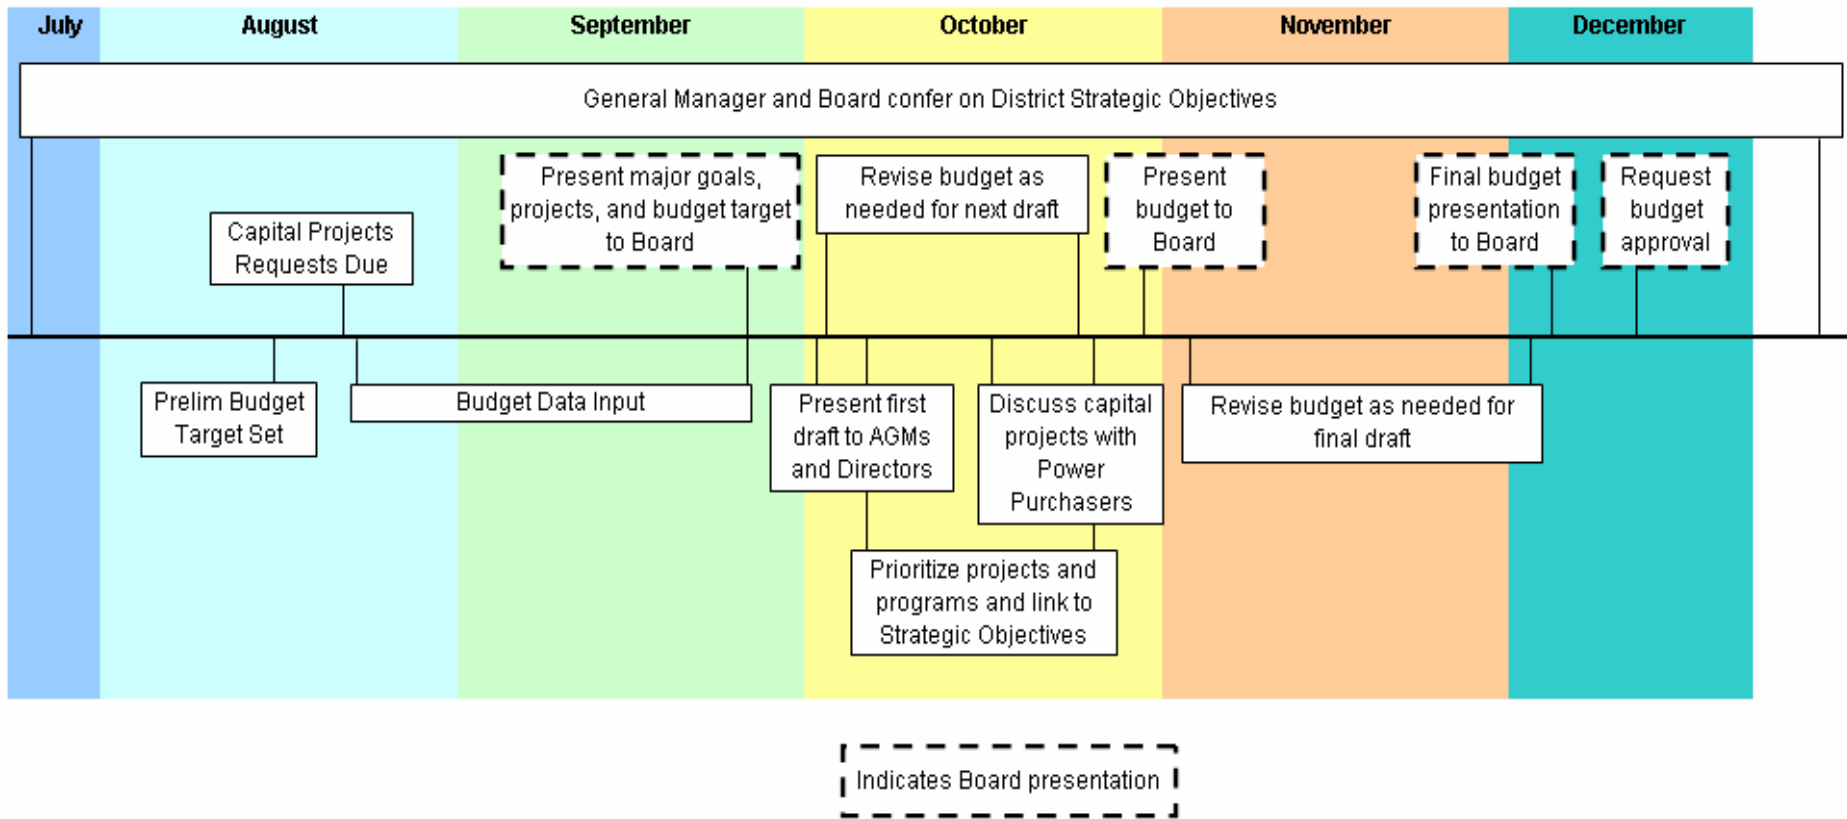 July
August
September
October
November
December
General Manager and Board confer on District Strategic Objectives
Present major goals,
projects, and budget target
to Board
Revise budget as
needed for next draft
Present
budget to
Board
Final budget
presentation
to Board
Request
budget
approval
Capital Projects
Requests Due
Prelim Budget
Target Set
Budget Data Input
Present first
draft to AGMs
and Directors
Discuss capital
projects with
Power
Purchasers
Revise budget as needed for
final draft
Prioritize projects and
programs and link to
Strategic Objectives
Indicates Board presentation